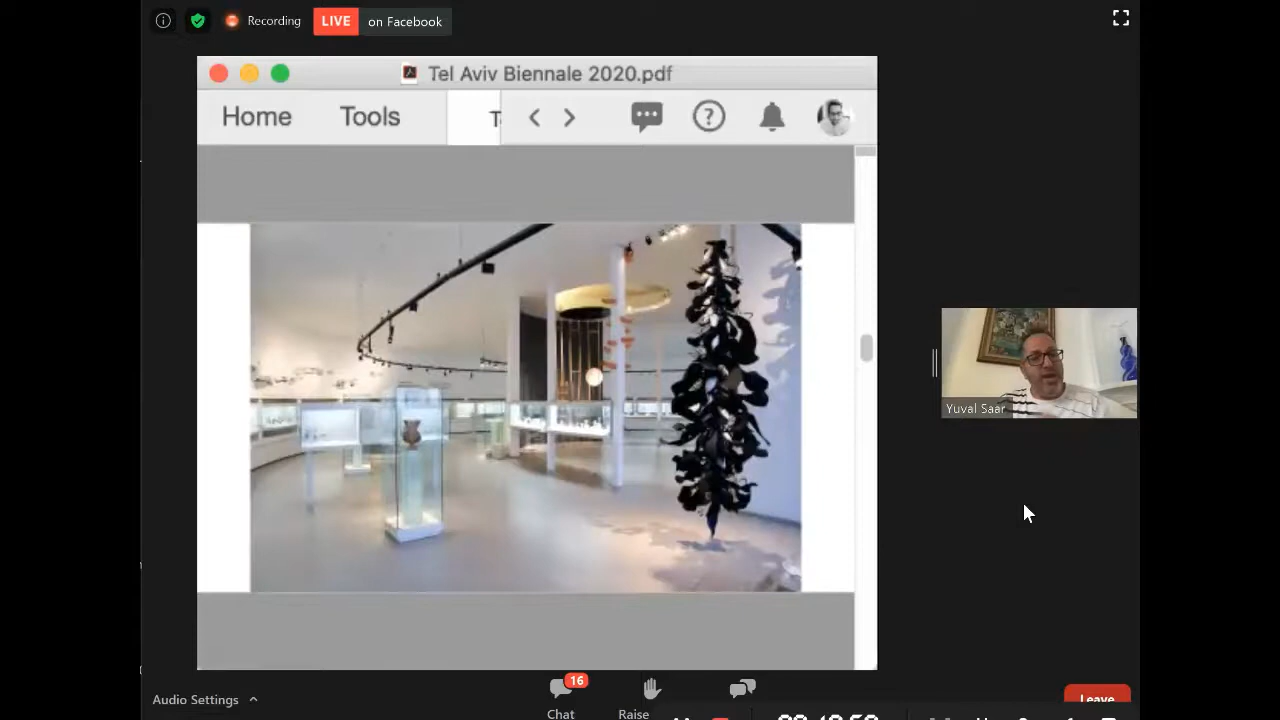 Recording
LIVE
on Facebook
Tel Aviv Biennale 2020.pdf
Home
Tools
Yuval Saar
Audio Settings
16
Chat
Raise
Leave